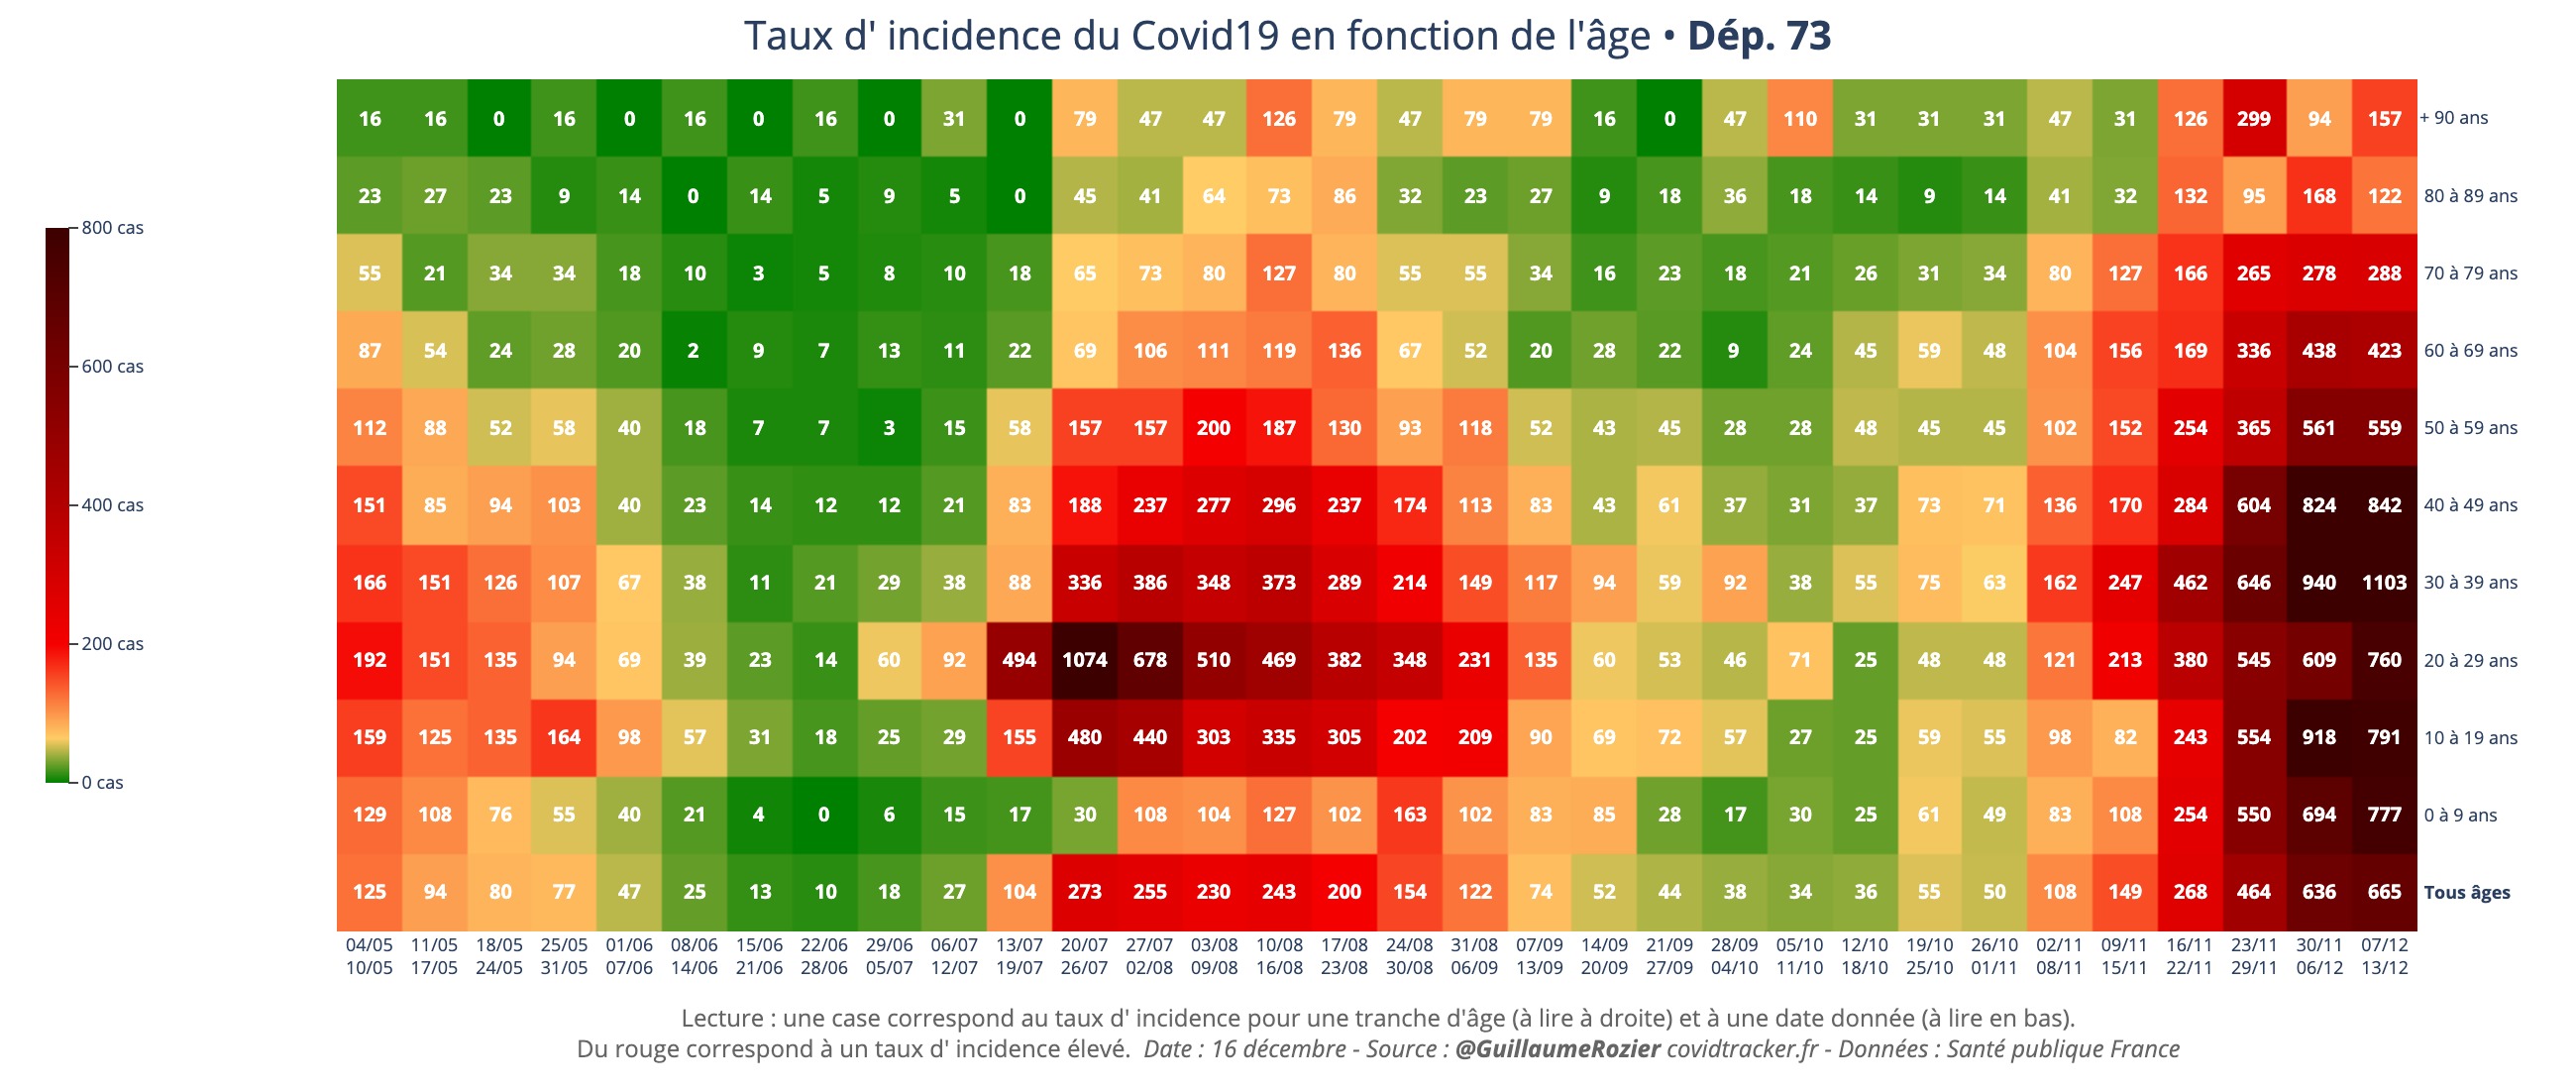 Taux d' incidence du Covid19 en fonction de l'âge • Dép. 73
800 cas
600 cas
400 cas
200 cas
0 cas
16 16 0 16 0 16 0 16 0 31 0 79 47 47 126 79 47 79 79 16 0 47 110 31 31 31 47 31 126 299 94 157 + 90 ans
23 27 23 9 14 0 14 5 9 5 0 45 41 64 73 86 32 23 27 9 18 36 18 14 9 14 41 32 132 95 168 122 80 à 89 ans
55 21 34 34 18 10 3 5 8 10 18 65 73 80 127 80 55 55 34 16 23 18 21 26 31 34 80 127 166 265 278 288 70 à 79 ans
87 54 24 28 20 2 9 7 13 11 22 69 106 111 119 136 67 52 20 28 22 9 24 45 59 48 104 156 169 336 438 423 60 à 69 ans
112 88 52 58 40 18 7 7 3 15 58 157 157 200 187 130 93 118 52 43 45 28 28 48 45 45 102 152 254 365 561 559 50 à 59 ans
151 85 94 103 40 23 14 12 12 21 83 188 237 277 296 237 174 113 83 43 61 37 31 37 73 71 136 170 284 604 824 842 40 à 49 ans
166 151 126 107 67 38 11 21 29 38 88 336 386 348 373 289 214 149 117 94 59 92 38 55 75 63 162 247 462 646 940 1103 30 à 39 ans
192 151 135 94 69 39 23 14 60 92 494 1074 678 510 469 382 348 231 135 60 53 46 71 25 48 48 121 213 380 545 609 760 20 à 29 ans
159 125 135 164 98 57 31 18 25 29 155 480 440 303 335 305 202 209 90 69 72 57 27 25 59 55 98 82 243 554 918 791 10 à 19 ans
129 108 76 55 40 21 4 0 6 15 17 30 108 104 127 102 163 102 83 85 28 17 30 25 61 49 83 108 254 550 694 777 0 à 9 ans
125 94 80 77 47 25 13 10 18 27 104 273 255 230 243 200 154 122 74 52 44 38 34 36 55 50 108 149 268 464 636 665 Tous âges
04/05 11/05 18/05 25/05 01/06 08/06 15/06 22/06 29/06 06/07 13/07 20/07 27/07 03/08 10/08 17/08 24/08 31/08 07/09 14/09 21/09 28/09 05/10 12/10 19/10 26/10 02/11 09/11 16/11 23/11 30/11 07/12
10/05 17/05 24/05 31/05 07/06 14/06 21/06 28/06 05/07 12/07 19/07 26/07 02/08 09/08 16/08 23/08 30/08 06/09 13/09 20/09 27/09 04/10 11/10 18/10 25/10 01/11 08/11 15/11 22/11 29/11 06/12 13/12
Lecture : une case correspond au taux d' incidence pour une tranche d'âge (à lire à droite) et à une date donnée (à lire en bas).
Du rouge correspond à un taux d' incidence élevé. Date : 16 décembre - Source : @GuillaumeRozier covidtracker.fr - Données : Santé publique France